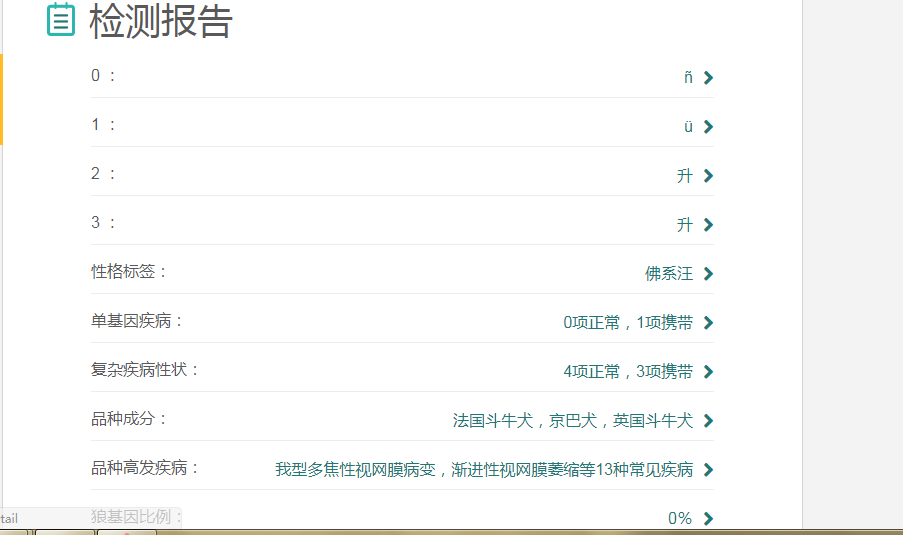 检测报告
0 : ñ
1 : ü
2 : 升
3 : 升
性格标签： 佛系汪
单基因疾病： 0项正常，1项携带
复杂疾病性状： 4项正常，3项携带
品种成分： 法国斗牛犬，京巴犬，英国斗牛犬
品种高发疾病： 我型多焦性视网膜病变，渐进性视网膜萎缩等13种常见疾病
狼基因比例： 0%
tail